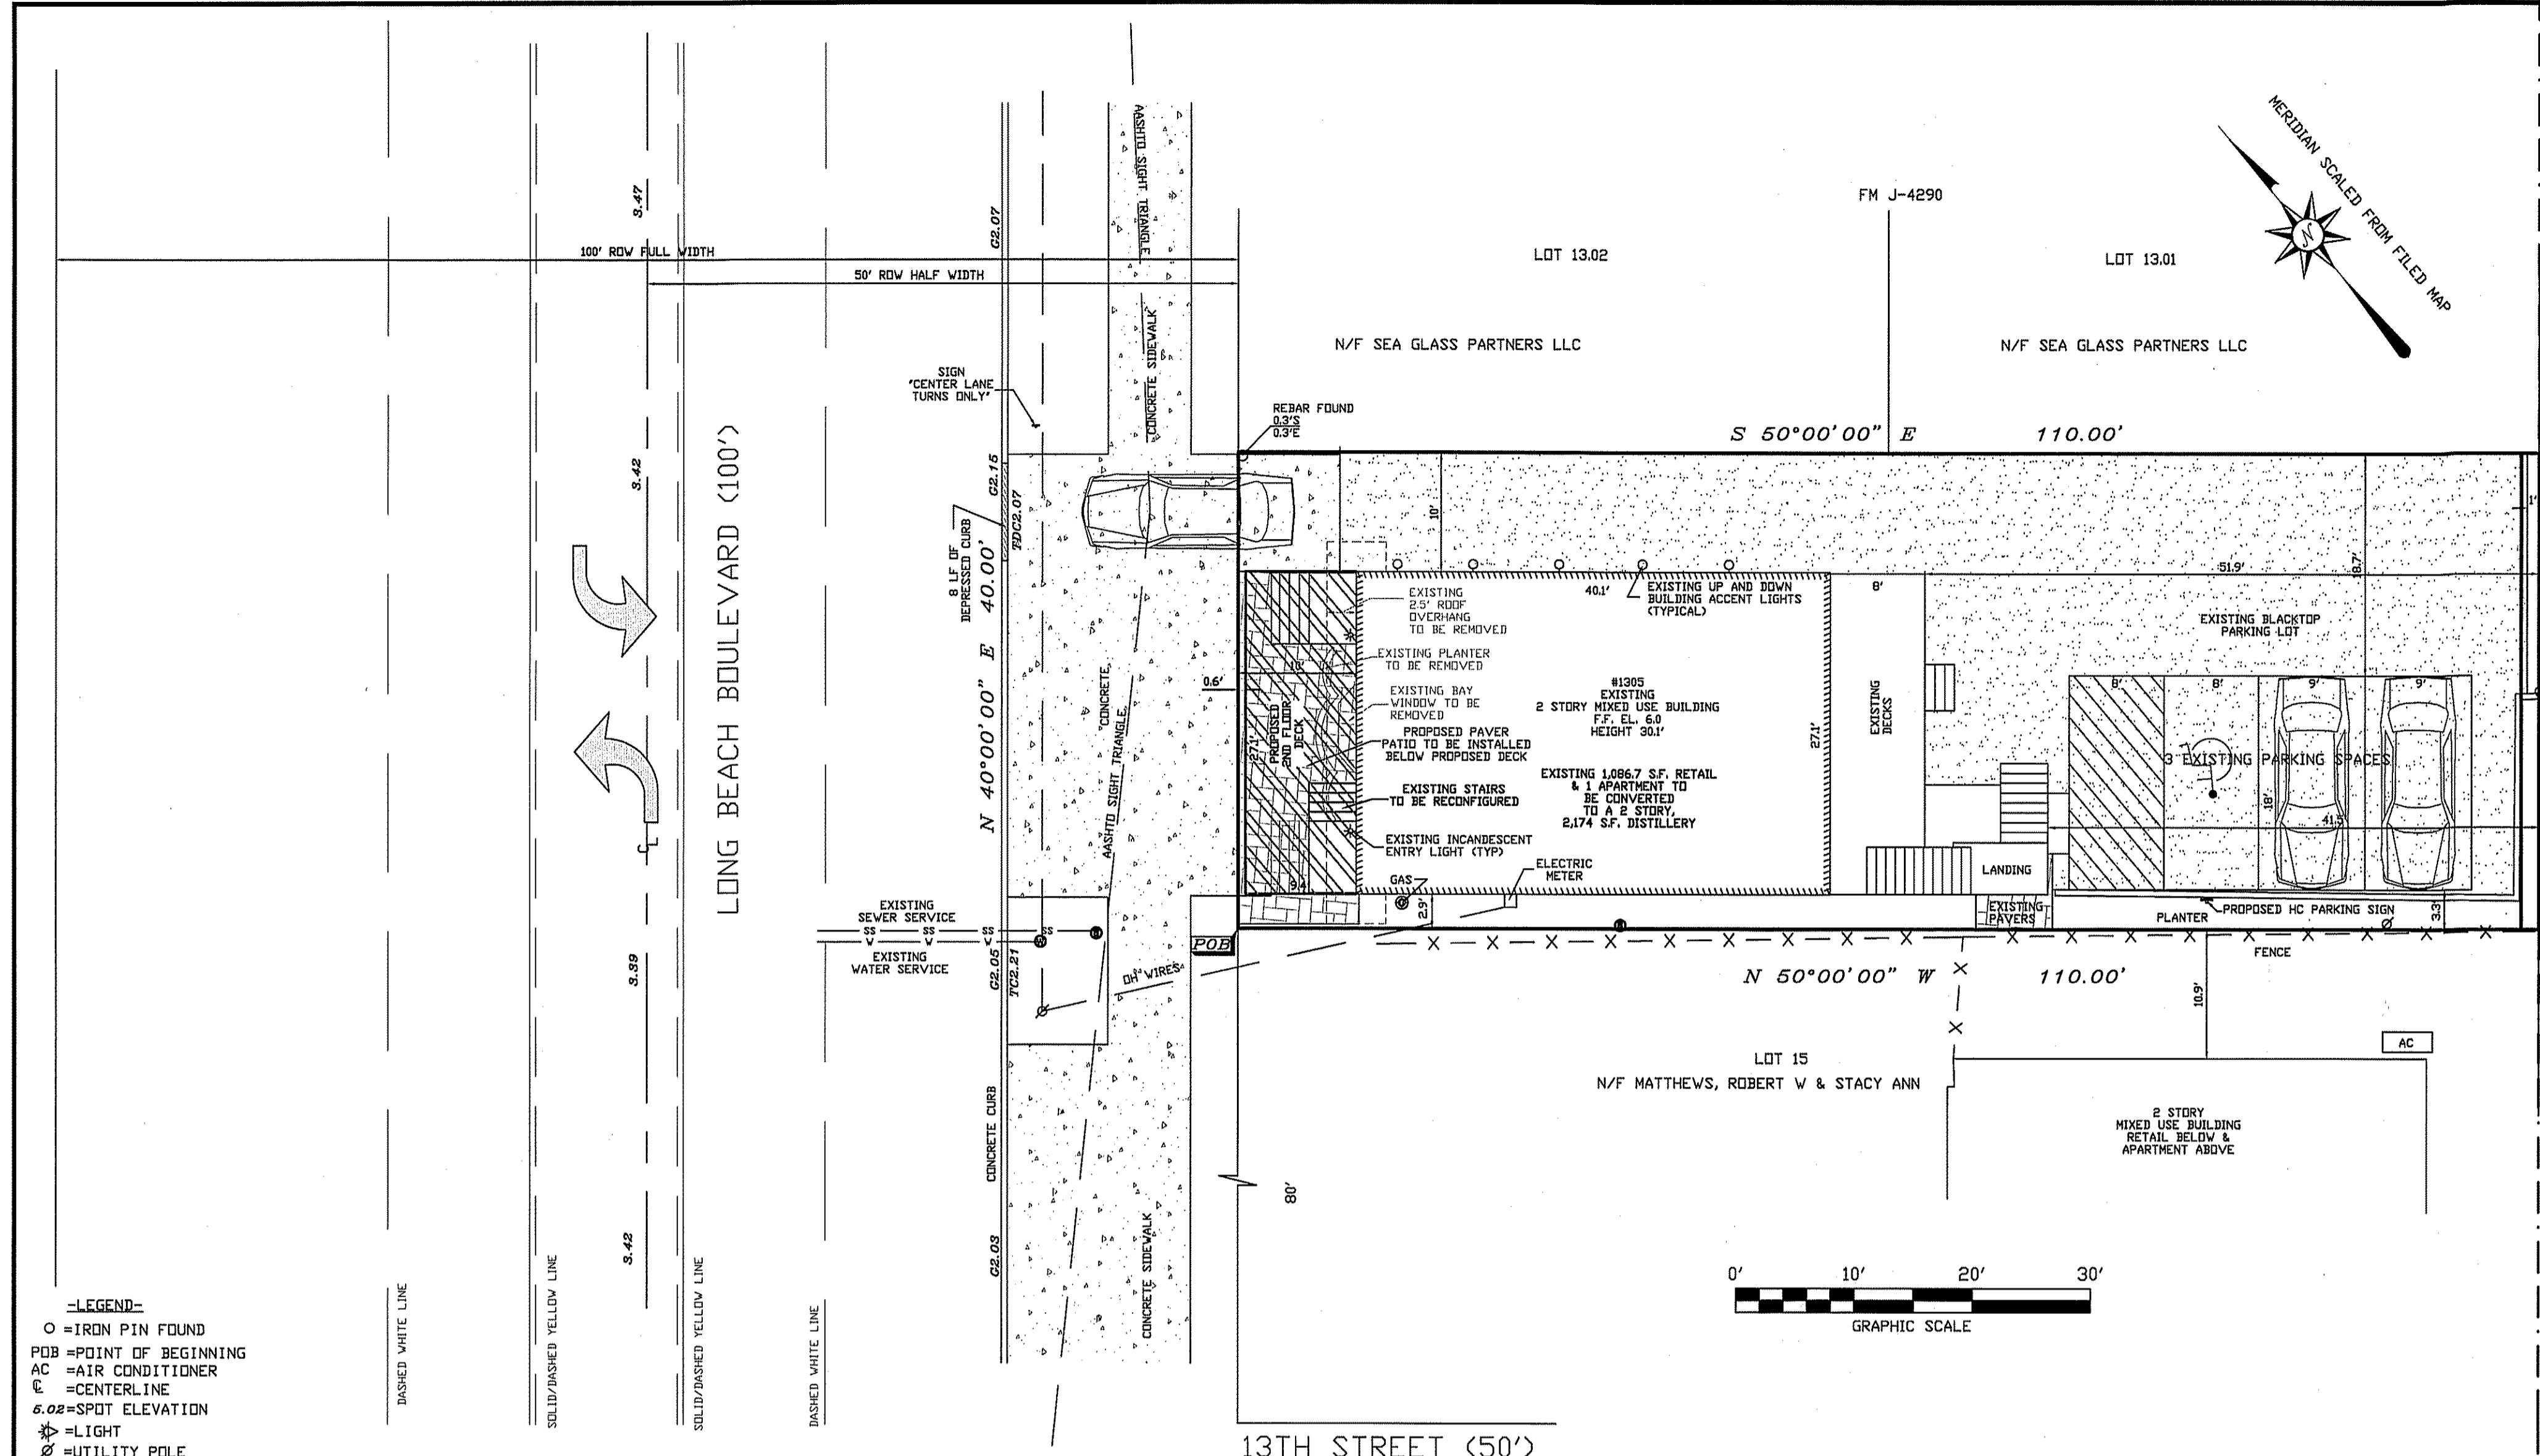 MERIDIAN SCALED FROM FILED MAP
N
FM J-4290
LOT 13.02
LOT 13.01
N/F SEA GLASS PARTNERS LLC
N/F SEA GLASS PARTNERS LLC
AASHTO SIGHT TRIANGLE
3.47
G2.07
100' ROW FULL WIDTH
50' ROW HALF WIDTH
CONCRETE SIDEWALK
SIGN
"CENTER LANE
TURNS ONLY"
REBAR FOUND
0.3'S
0.3'E
S 50°00'00" E 110.00'
3.42
G2.15
TDC2.07
8 LF OF
DEPRESSED CURB
LONG BEACH BOULEVARD (100')
N 40°00'00" E 40.00'
10'
1'
18.7'
51.9'
40.1'
8'
EXISTING UP AND DOWN
BUILDING ACCENT LIGHTS
(TYPICAL)
EXISTING
2.5' ROOF
OVERHANG
TO BE REMOVED
EXISTING PLANTER
TO BE REMOVED
EXISTING BAY
WINDOW TO BE
REMOVED
PROPOSED PAVER
PATIO TO BE INSTALLED
BELOW PROPOSED DECK
EXISTING STAIRS
TO BE RECONFIGURED
EXISTING INCANDESCENT
ENTRY LIGHT (TYP)
#1305
EXISTING
2 STORY MIXED USE BUILDING
F.F. EL. 6.0
HEIGHT 30.1'
EXISTING 1,086.7 S.F. RETAIL
& 1 APARTMENT TO
BE CONVERTED
TO A 2 STORY,
2,174 S.F. DISTILLERY
EXISTING BLACKTOP
PARKING LOT
EXISTING
DECKS
27.1'
27.1'
10'
0.6'
9.4'
PROPOSED
2ND FLOOR
DECK
CONCRETE
AASHTO SIGHT TRIANGLE
8'
8'
9'
9'
3 EXISTING PARKING SPACES
18'
41.5'
GAS
ELECTRIC
METER
2.9'
LANDING
EXISTING
PAVERS
PROPOSED HC PARKING SIGN
PLANTER
3.3'
FENCE
EXISTING
SEWER SERVICE
SS SS SS SS
W W W
EXISTING
WATER SERVICE
POB
OH WIRES
G2.05
TC2.21
3.39
N 50°00'00" W 110.00'
10.9'
AC
LOT 15
N/F MATTHEWS, ROBERT W & STACY ANN
2 STORY
MIXED USE BUILDING
RETAIL BELOW &
APARTMENT ABOVE
CONCRETE CURB
80'
3.42
G2.03
CONCRETE SIDEWALK
DASHED WHITE LINE
SOLID/DASHED YELLOW LINE
SOLID/DASHED YELLOW LINE
DASHED WHITE LINE
0' 10' 20' 30'
GRAPHIC SCALE
13TH STREET (50')
-LEGEND-
=IRON PIN FOUND
POB =POINT OF BEGINNING
AC =AIR CONDITIONER
℄ =CENTERLINE
5.02=SPOT ELEVATION
=LIGHT
=UTILITY POLE